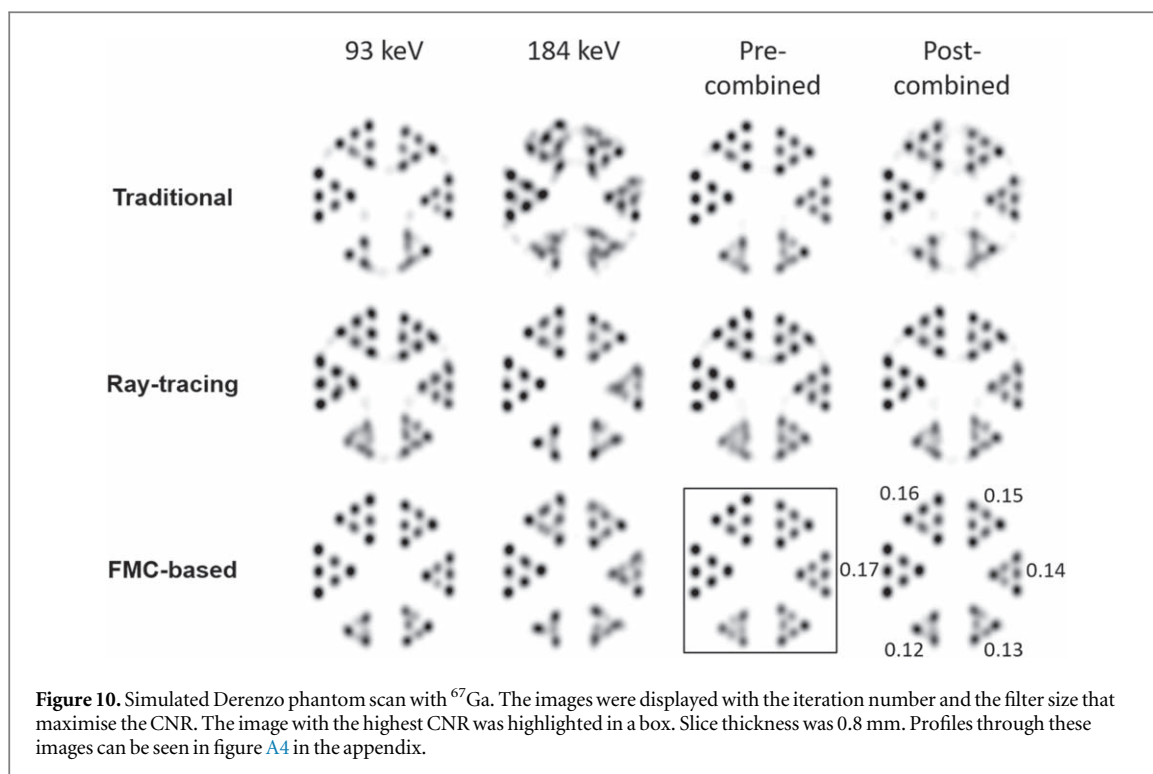 93 keV
184 keV
Pre-
combined
Post-
combined
Traditional
Ray-tracing
FMC-based
0.16
0.15
0.17
0.14
0.12
0.13
Figure 10. Simulated Derenzo phantom scan with ⁶⁷Ga. The images were displayed with the iteration number and the filter size that
maximise the CNR. The image with the highest CNR was highlighted in a box. Slice thickness was 0.8 mm. Profiles through these
images can be seen in figure A4 in the appendix.